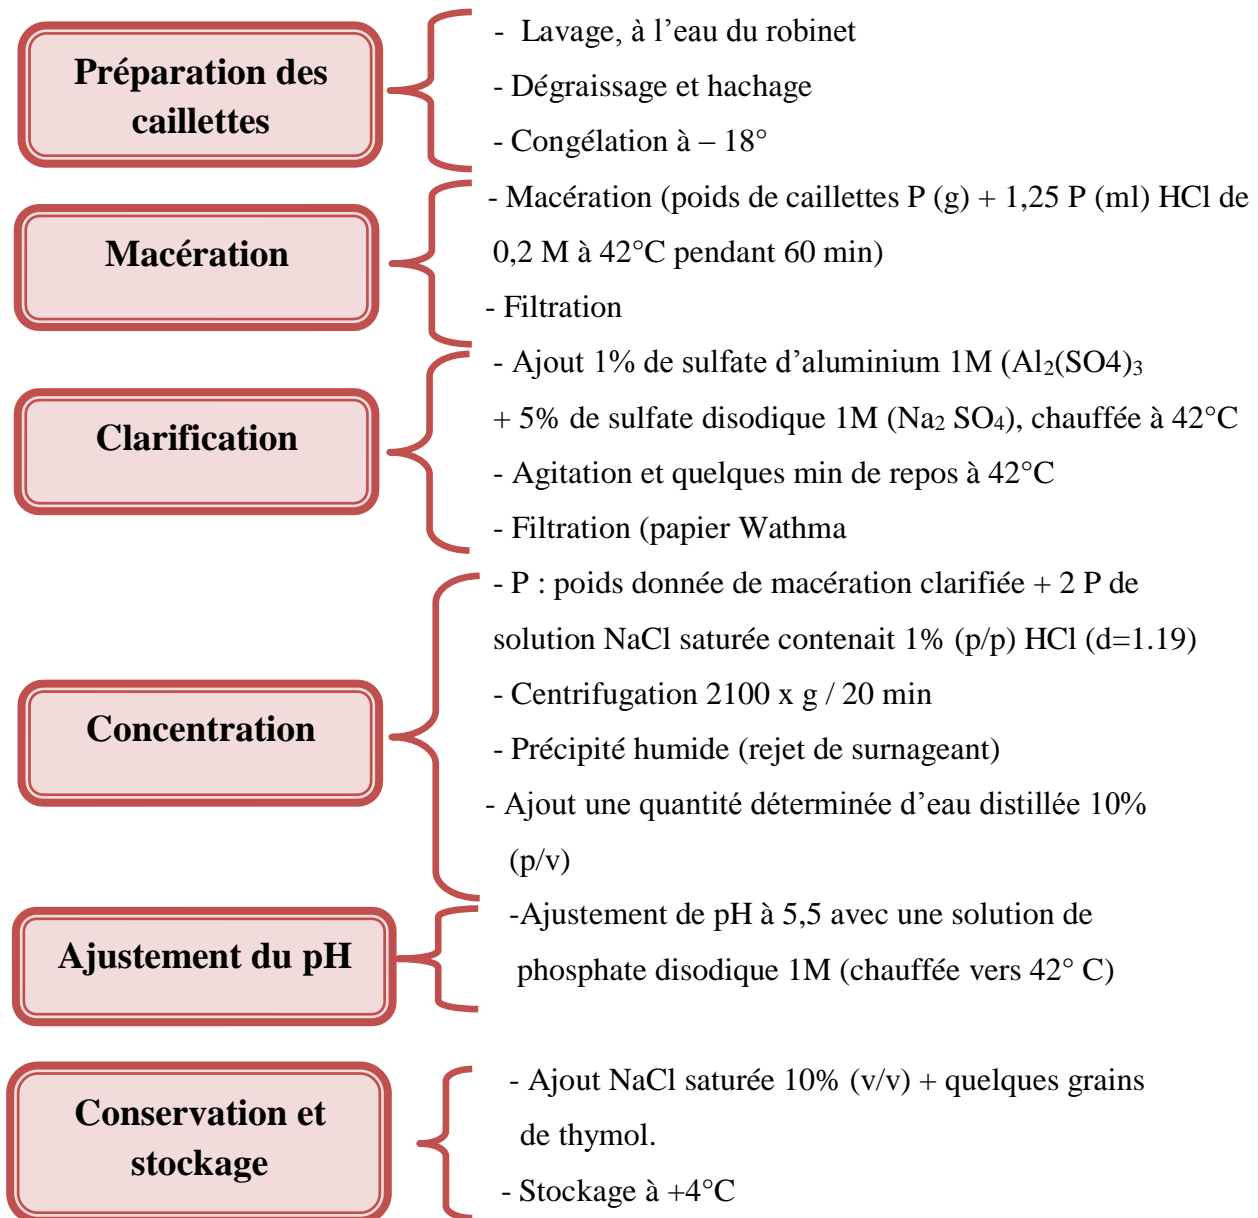 Préparation des
caillettes
- Lavage, à l’eau du robinet
- Dégraissage et hachage
- Congélation à – 18°
Macération
- Macération (poids de caillettes P (g) + 1,25 P (ml) HCl de
0,2 M à 42°C pendant 60 min)
- Filtration
Clarification
- Ajout 1% de sulfate d’aluminium 1M (Al₂(SO4)₃
+ 5% de sulfate disodique 1M (Na₂ SO₄), chauffée à 42°C
- Agitation et quelques min de repos à 42°C
- Filtration (papier Wathma
Concentration
- P : poids donnée de macération clarifiée + 2 P de
solution NaCl saturée contenait 1% (p/p) HCl (d=1.19)
- Centrifugation 2100 x g / 20 min
- Précipité humide (rejet de surnageant)
- Ajout une quantité déterminée d’eau distillée 10%
(p/v)
Ajustement du pH
-Ajustement de pH à 5,5 avec une solution de
phosphate disodique 1M (chauffée vers 42° C)
Conservation et
stockage
- Ajout NaCl saturée 10% (v/v) + quelques grains
de thymol.
- Stockage à +4°C